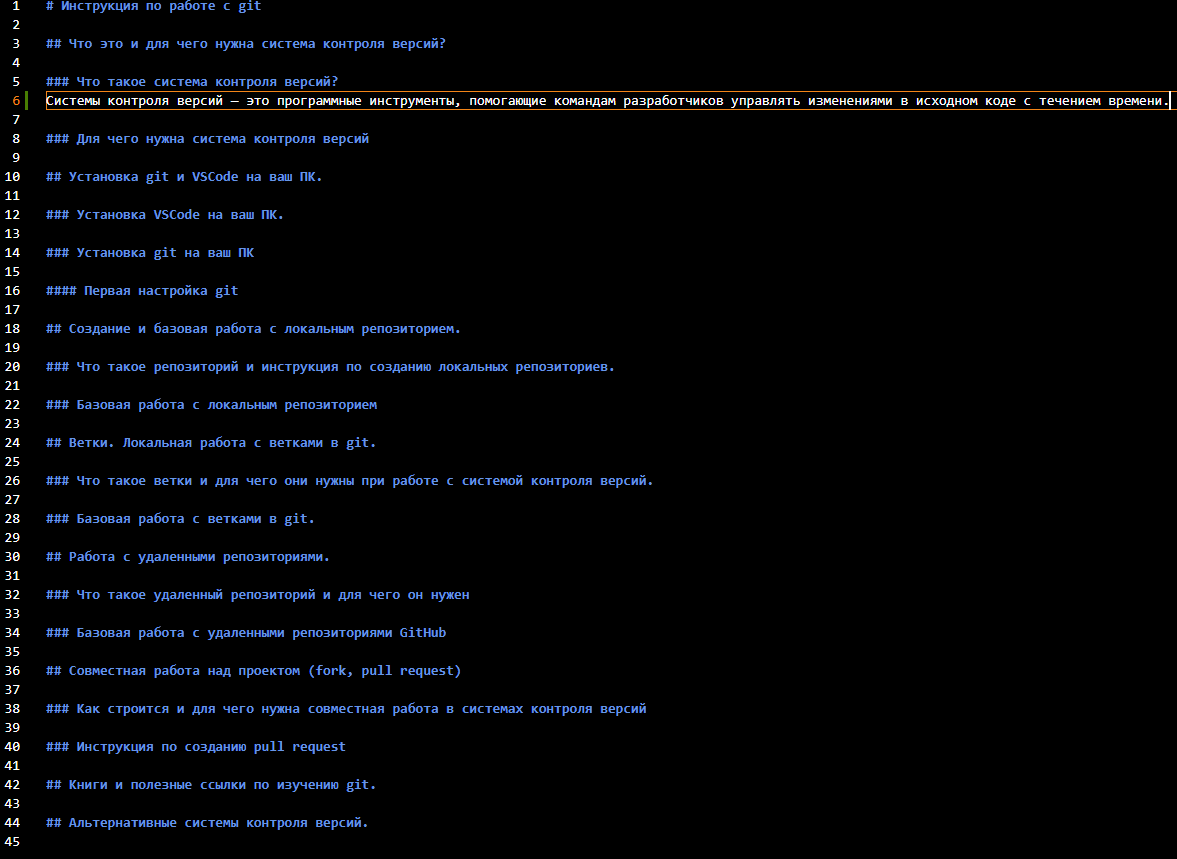 1 # Инструкция по работе с git
2
3 ## Что это и для чего нужна система контроля версий?
4
5 ### Что такое система контроля версий?
6 Системы контроля версий — это программные инструменты, помогающие командам разработчиков управлять изменениями в исходном коде с течением времени.
7
8 ### Для чего нужна система контроля версий
9
10 ## Установка git и VSCode на ваш ПК.
11
12 ### Установка VSCode на ваш ПК.
13
14 ### Установка git на ваш ПК
15
16 #### Первая настройка git
17
18 ## Создание и базовая работа с локальным репозиторием.
19
20 ### Что такое репозиторий и инструкция по созданию локальных репозиториев.
21
22 ### Базовая работа с локальным репозиторием
23
24 ## Ветки. Локальная работа с ветками в git.
25
26 ### Что такое ветки и для чего они нужны при работе с системой контроля версий.
27
28 ### Базовая работа с ветками в git.
29
30 ## Работа с удаленными репозиториями.
31
32 ### Что такое удаленный репозиторий и для чего он нужен
33
34 ### Базовая работа с удаленными репозиториями GitHub
35
36 ## Совместная работа над проектом (fork, pull request)
37
38 ### Как строится и для чего нужна совместная работа в системах контроля версий
39
40 ### Инструкция по созданию pull request
41
42 ## Книги и полезные ссылки по изучению git.
43
44 ## Альтернативные системы контроля версий.
45